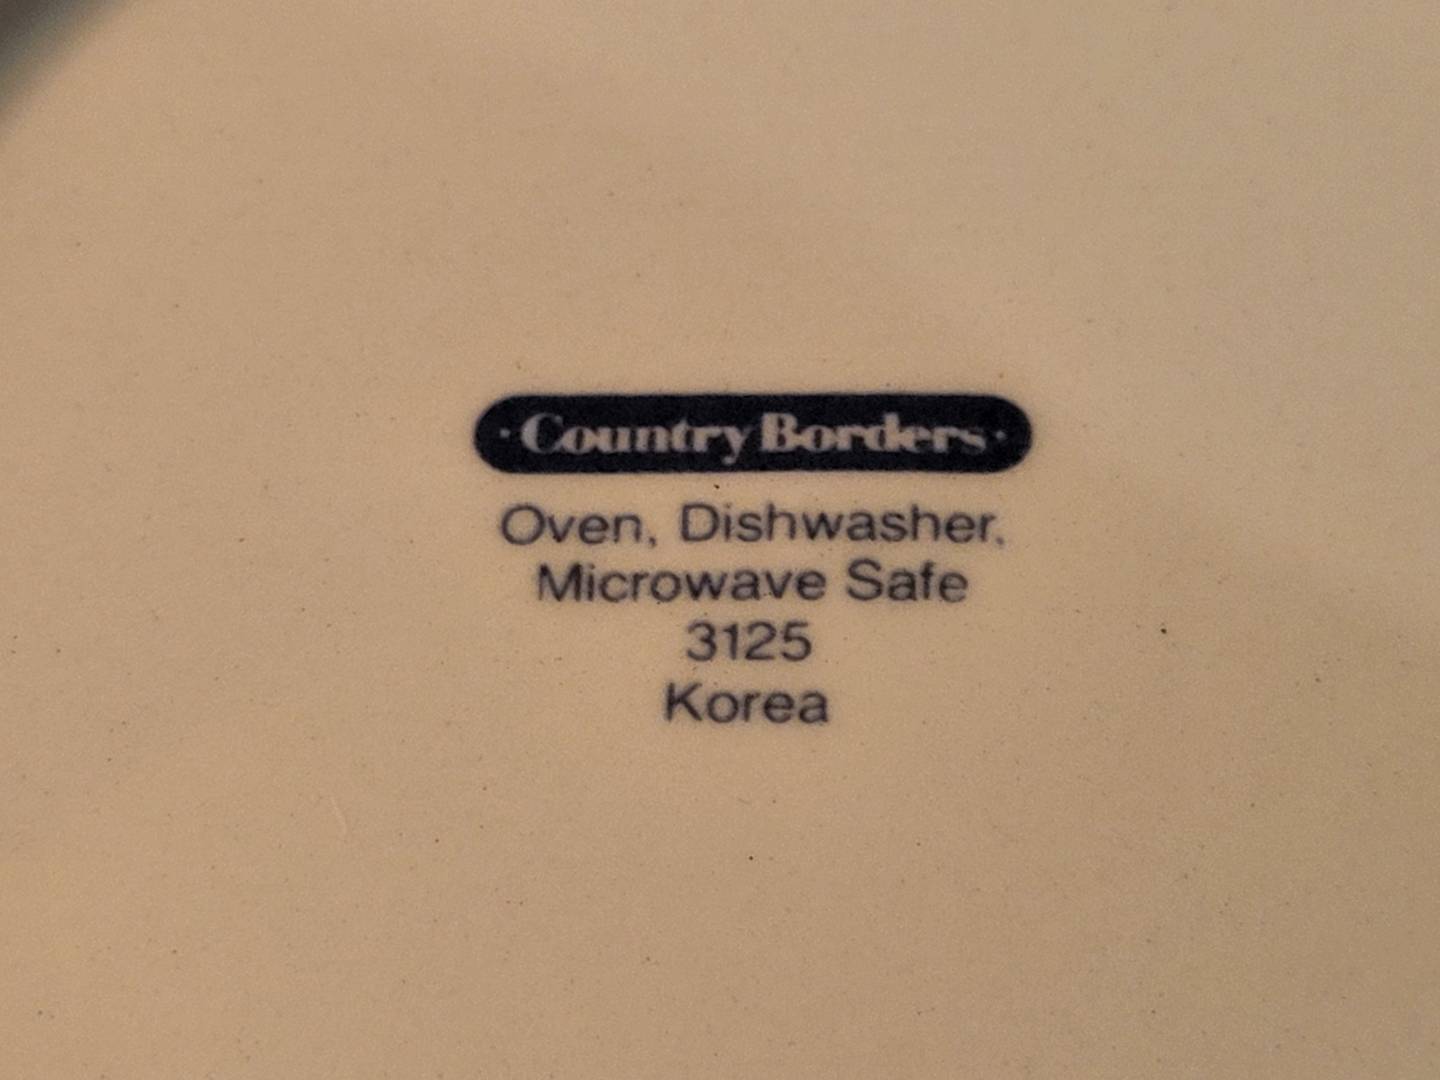 · Country Borders ·
Oven, Dishwasher,
Microwave Safe
3125
Korea